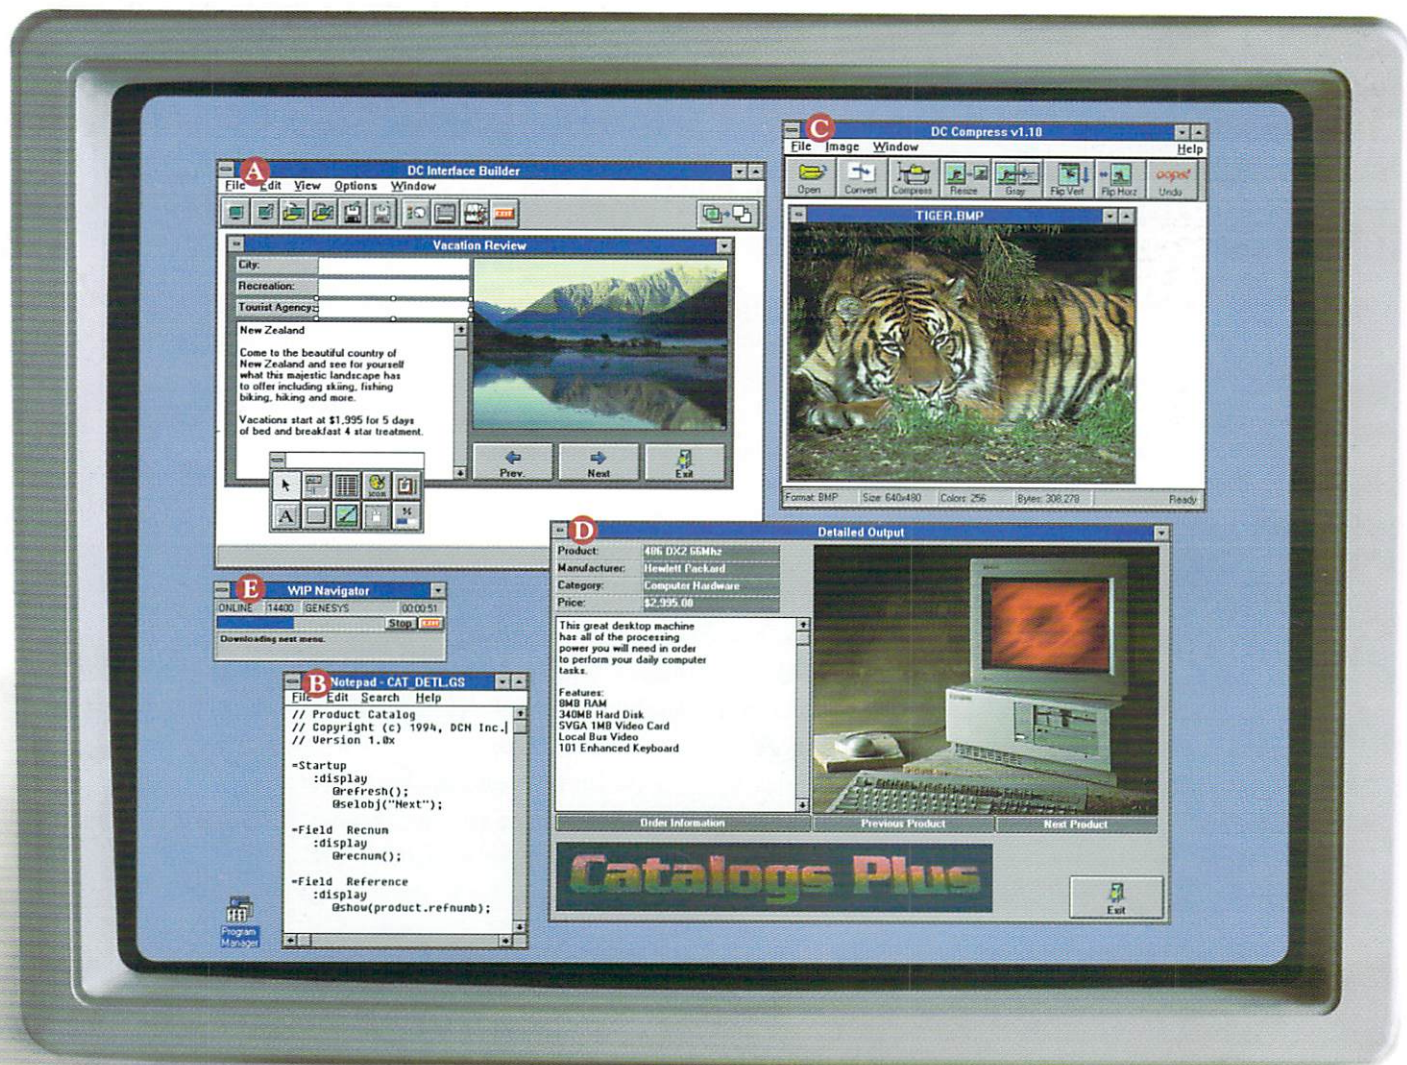 A
DC Interface Builder
File Edit View Options Window
EXIT
Vacation Review
City:
Recreation:
Tourist Agency:
New Zealand
Come to the beautiful country of
New Zealand and see for yourself
what this majestic landscape has
to offer including skiing, fishing
biking, hiking and more.
Vacations start at $1,995 for 5 days
of bed and breakfast 4 star treatment.
Prev. Next Exit
A
C
DC Compress v1.10
File Image Window Help
Open Convert Compress Resize Gray Flip Vert Flip Horz oops! Undo
TIGER.BMP
Format: BMP Size: 640x480 Colors: 256 Bytes: 308,278 Ready
D
Detailed Output
Product: 486 DX2 66Mhz
Manufacturer: Hewlett Packard
Category: Computer Hardware
Price: $2,995.00
This great desktop machine
has all of the processing
power you will need in order
to perform your daily computer
tasks.
Features:
8MB RAM
340MB Hard Disk
SVGA 1MB Video Card
Local Bus Video
101 Enhanced Keyboard
Order Information Previous Product Next Product
Catalogs Plus
Exit
E
WIP Navigator
ONLINE 14400 GENESYS 00:00:51
Stop EXIT
Downloading next menu.
B
Notepad - CAT_DETL.GS
File Edit Search Help
// Product Catalog
// Copyright (c) 1994, DCN Inc.
// Version 1.0x
=Startup
:display
@refresh();
@selobj("Next");
=Field Recnum
:display
@recnum();
=Field Reference
:display
@show(product.refnumb);
Program
Manager